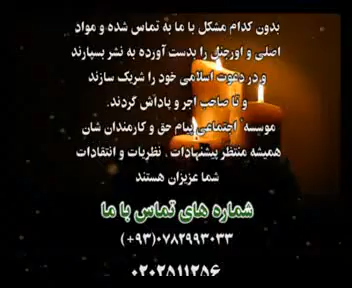 بدون کدام مشکل با ما به تماس شده و مواد
اصلی و اورجنل را بدست آورده به نشر بسپارند
و در دعوت اسلامی خود را شریک سازند
و تا صاحب اجر و پاداش گردند.
موسسهٔ اجتماعی پیام حق و کارمندان شان
همیشه منتظر پیشنهادات ، نظریات و انتقادات
شما عزیزان هستند
شماره های تماس با ما
(+۹۳)۰۷۸۲۹۹۳۰۳۳
۰۲۰۲۸۱۱۲۸۶